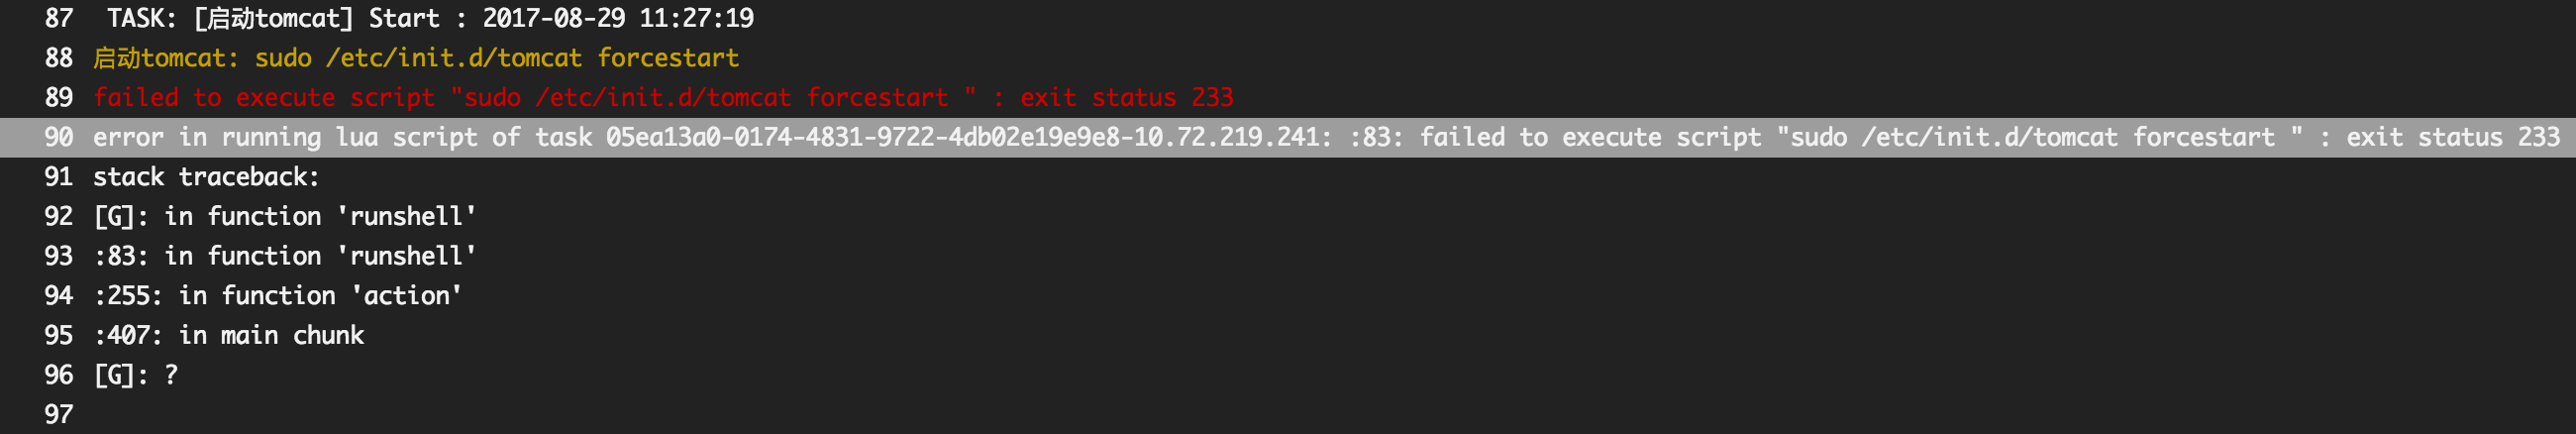 87 TASK: [启动tomcat] Start : 2017-08-29 11:27:19
88 启动tomcat: sudo /etc/init.d/tomcat forcestart
89 failed to execute script "sudo /etc/init.d/tomcat forcestart " : exit status 233
90 error in running lua script of task 05ea13a0-0174-4831-9722-4db02e19e9e8-10.72.219.241: :83: failed to execute script "sudo /etc/init.d/tomcat forcestart " : exit status 233
91 stack traceback:
92 [G]: in function 'runshell'
93 :83: in function 'runshell'
94 :255: in function 'action'
95 :407: in main chunk
96 [G]: ?
97